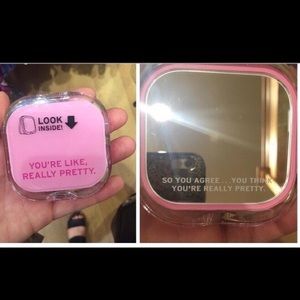 LOOK
INSIDE!
YOU'RE LIKE,
REALLY PRETTY.
SO YOU AGREE... YOU THINK
YOU'RE REALLY PRETTY.